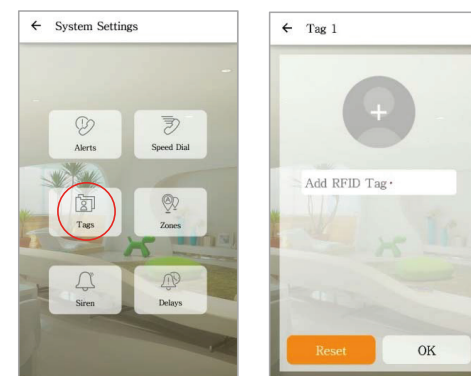 ← System Settings
Alerts
Speed Dial
Tags
Zones
Siren
Delays
← Tag 1
Add RFID Tag·
Reset
OK